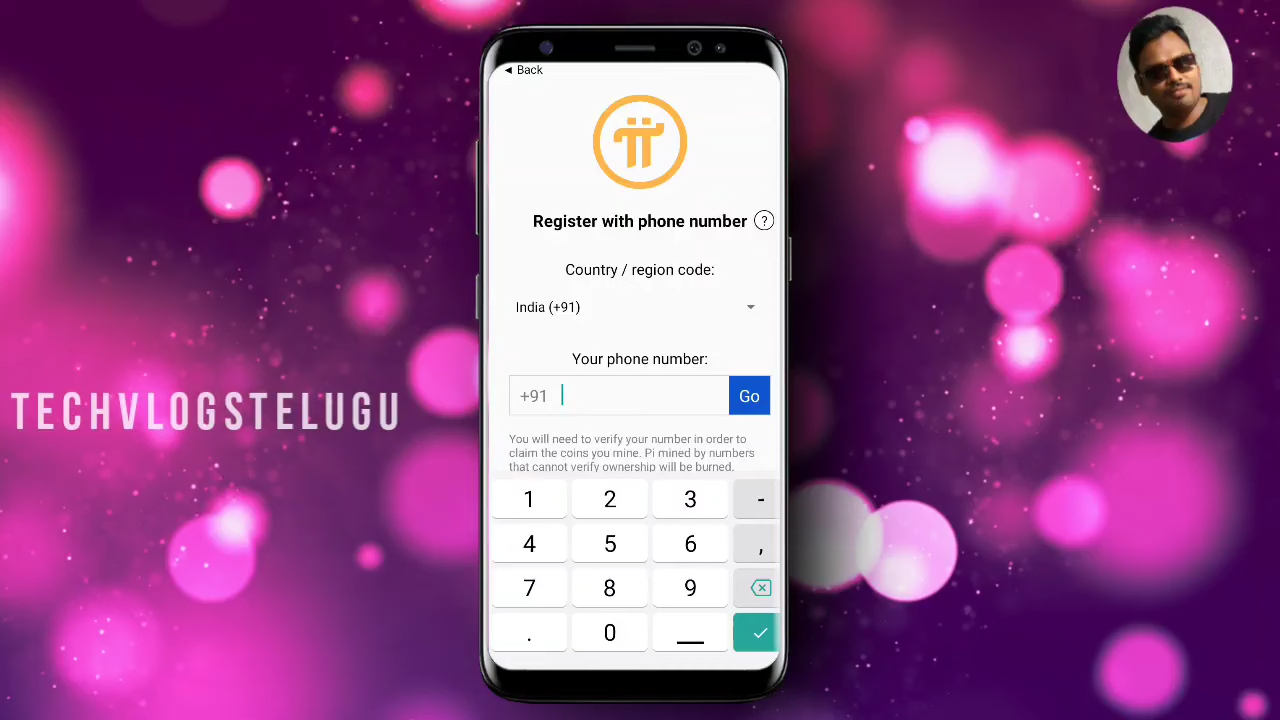 ◄ Back
Register with phone number ?
Country / region code:
India (+91)
Your phone number:
+91 Go
You will need to verify your number in order to
claim the coins you mine. Pi mined by numbers
that cannot verify ownership will be burned.
1 2 3 -
4 5 6 ,
7 8 9
. 0
TECHVLOGSTELUGU